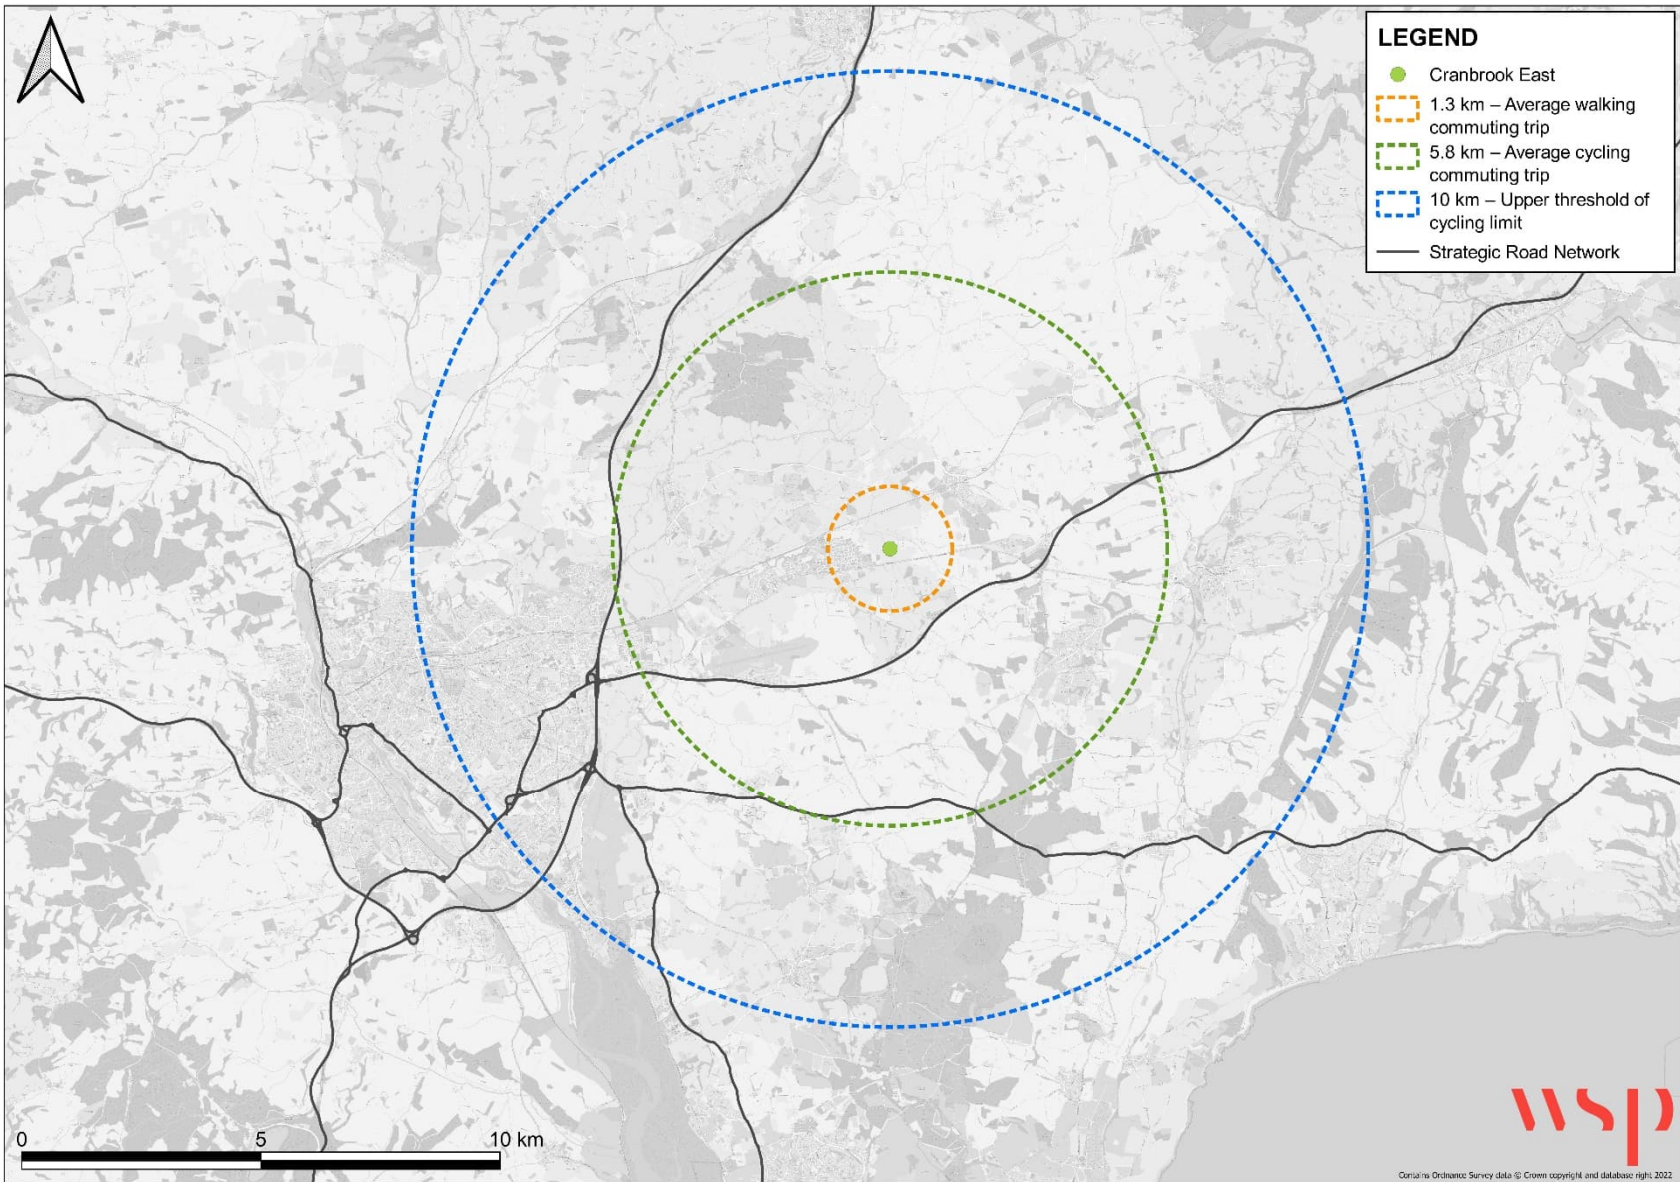 LEGEND
Cranbrook East
1.3 km – Average walking
commuting trip
5.8 km – Average cycling
commuting trip
10 km – Upper threshold of
cycling limit
Strategic Road Network
0 5 10 km
wsp
Contains Ordnance Survey data © Crown copyright and database right 2022